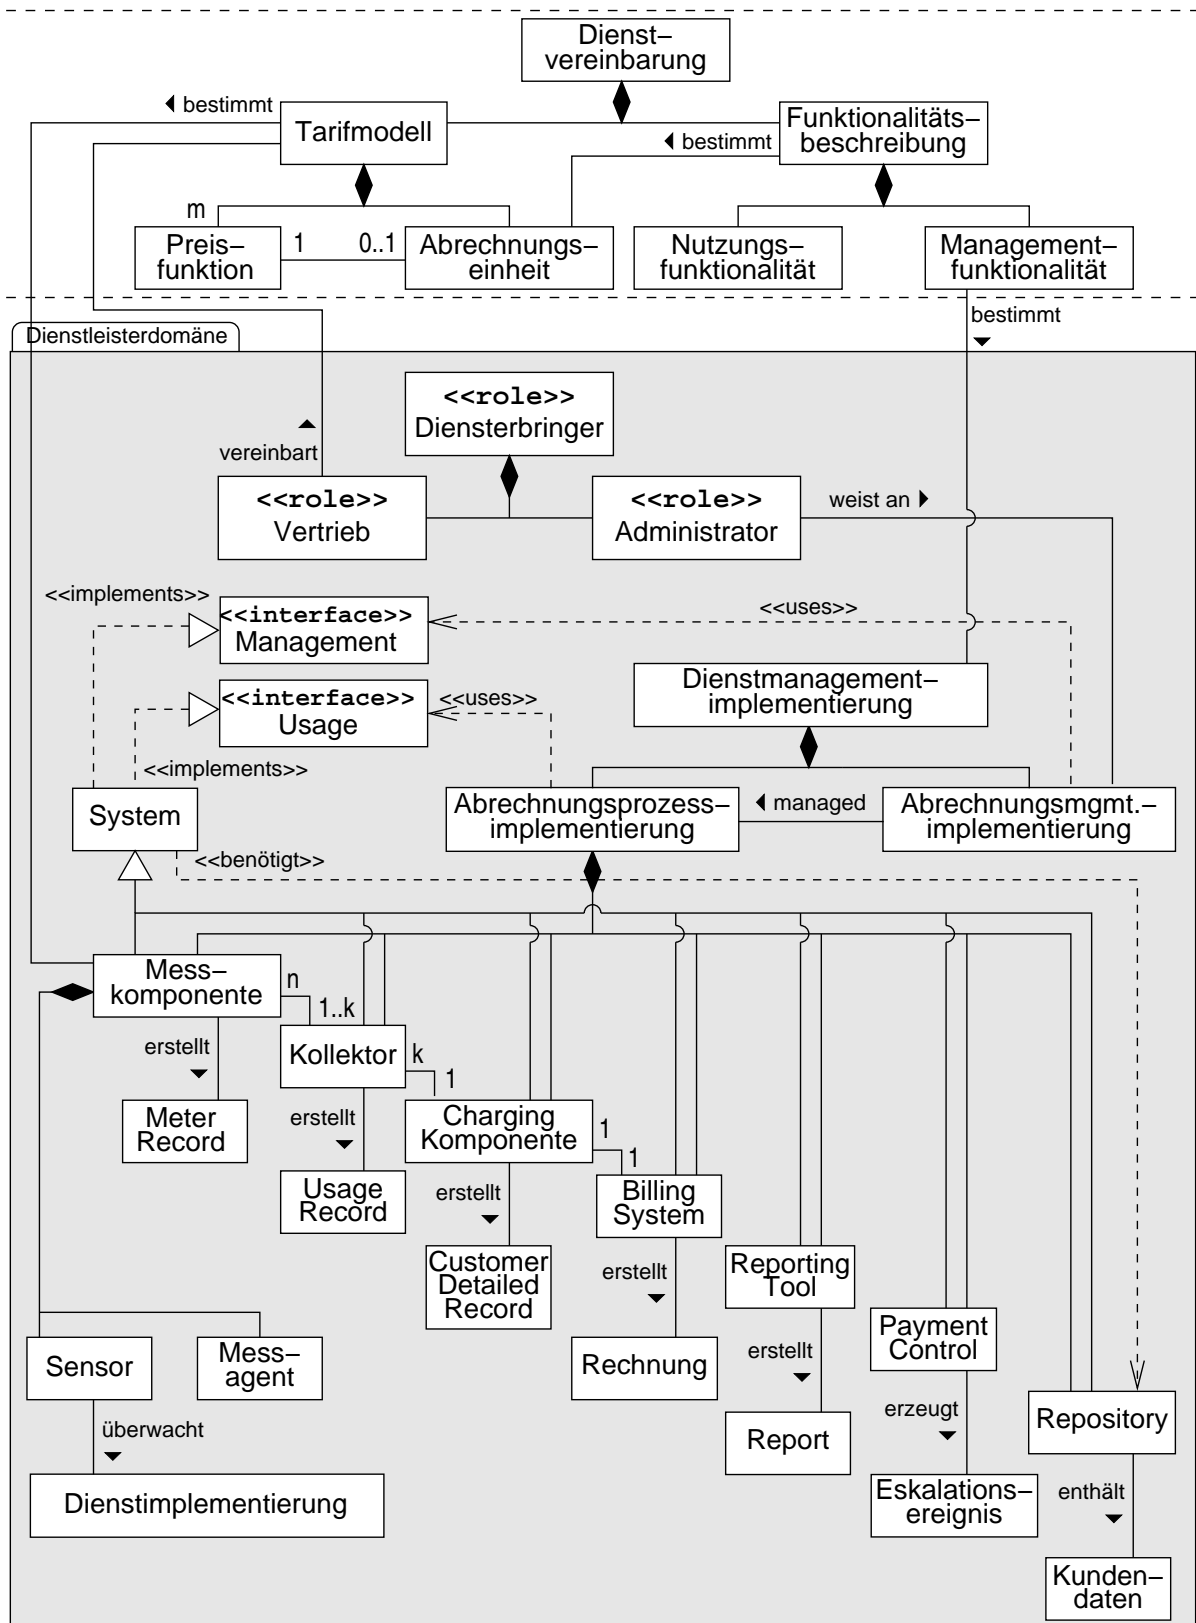 Dienst–
vereinbarung
bestimmt
Tarifmodell
Funktionalitäts–
beschreibung
bestimmt
m
Preis–
funktion
1
0..1
Abrechnungs–
einheit
Nutzungs–
funktionalität
Management–
funktionalität
bestimmt
Dienstleisterdomäne
<<role>>
Diensterbringer
vereinbart
<<role>>
Vertrieb
<<role>>
Administrator
weist an
<<implements>>
<<interface>>
Management
<<uses>>
<<interface>>
Usage
<<uses>>
Dienstmanagement–
implementierung
<<implements>>
System
Abrechnungsprozess–
implementierung
managed
Abrechnungsmgmt.–
implementierung
<<benötigt>>
Mess–
komponente
n
1..k
erstellt
Kollektor
k
1
Meter
Record
erstellt
Charging
Komponente
1
1
Usage
Record
erstellt
Billing
System
Customer
Detailed
Record
erstellt
Reporting
Tool
Sensor
Mess–
agent
Rechnung
erstellt
Payment
Control
überwacht
Report
erzeugt
Repository
Dienstimplementierung
Eskalations–
ereignis
enthält
Kunden–
daten